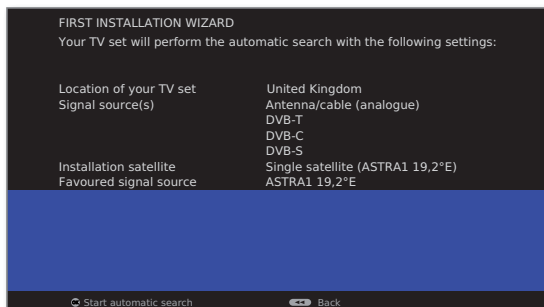 FIRST INSTALLATION WIZARD
Your TV set will perform the automatic search with the following settings:
Location of your TV set United Kingdom
Signal source(s) Antenna/cable (analogue)
DVB-T
DVB-C
DVB-S
Installation satellite Single satellite (ASTRA1 19,2°E)
Favoured signal source ASTRA1 19,2°E
OK Start automatic search Back